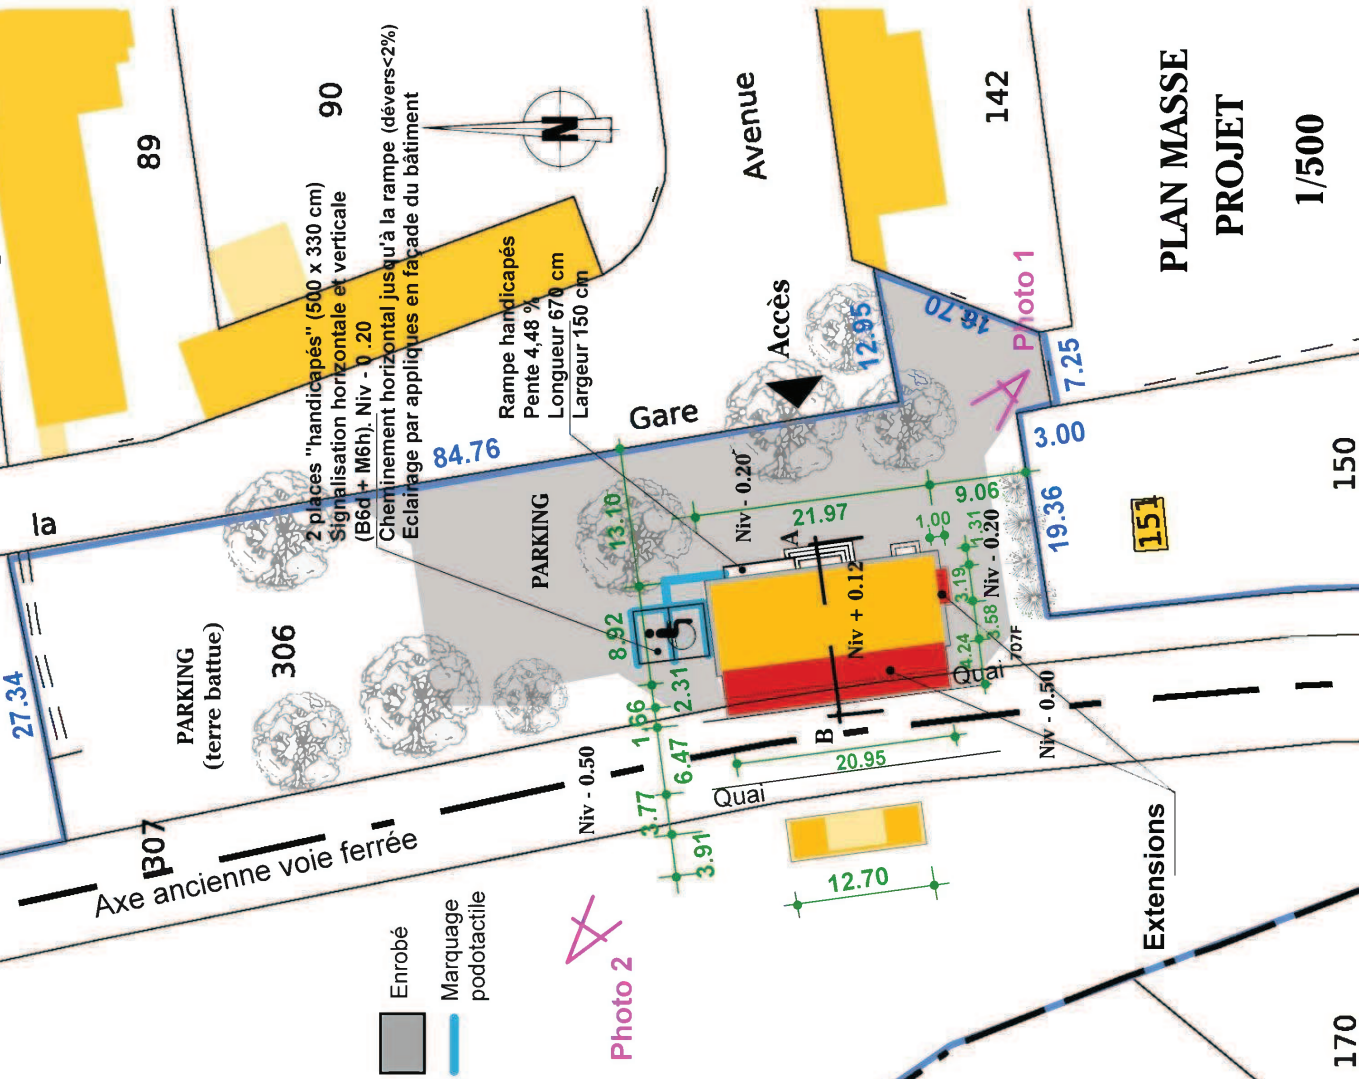 PLAN MASSE
PROJET
1/500
89
90
142
Avenue
de
la
Gare
Accès
N
2 places "handicapés" (500 x 330 cm)
Signalisation horizontale et verticale
(B6d + M6h). Niv - 0 .20
Cheminement horizontal jusqu'à la rampe (dévers<2%)
Eclairage par appliques en façade du bâtiment
Rampe handicapés
Pente 4,48 %
Longueur 670 cm
Largeur 150 cm
84.76
12.95
16.70
7.25
3.00
19.36
27.34
Photo 1
PARKING
PARKING
(terre battue)
306
307
151
150
170
13.10
8.92
2.31
1.66
6.47
3.77
3.91
21.97
9.06
1.00
1.31
3.19
3.58
4.24
20.95
12.70
Niv - 0.20
Niv - 0.20
Niv + 0.12
Niv - 0.50
Niv - 0.50
A
B
Quai
Quai
707F
Axe ancienne voie ferrée
Extensions
Photo 2
Enrobé
Marquage
podotactile